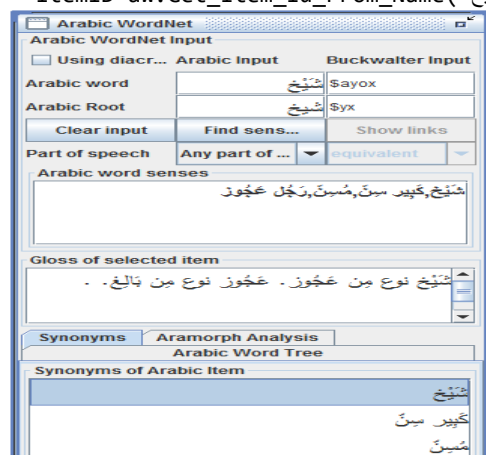 Arabic WordNet
Arabic WordNet Input
Using diacr... Arabic Input Buckwalter Input
Arabic word شَيْخ $ayox
Arabic Root شيخ $yx
Clear input Find sens... Show links
Part of speech Any part of ... equivalent
Arabic word senses
شَيْخ,كَبِير سِنّ,مُسِنّ,رَجُل عَجُوز
Gloss of selected item
شَيْخ نوع مِن عَجُوز. عَجُوز نوع مِن بَالِغ. .
Synonyms Aramorph Analysis
Arabic Word Tree
Synonyms of Arabic Item
شَيْخ
كَبِير سِنّ
مُسِنّ